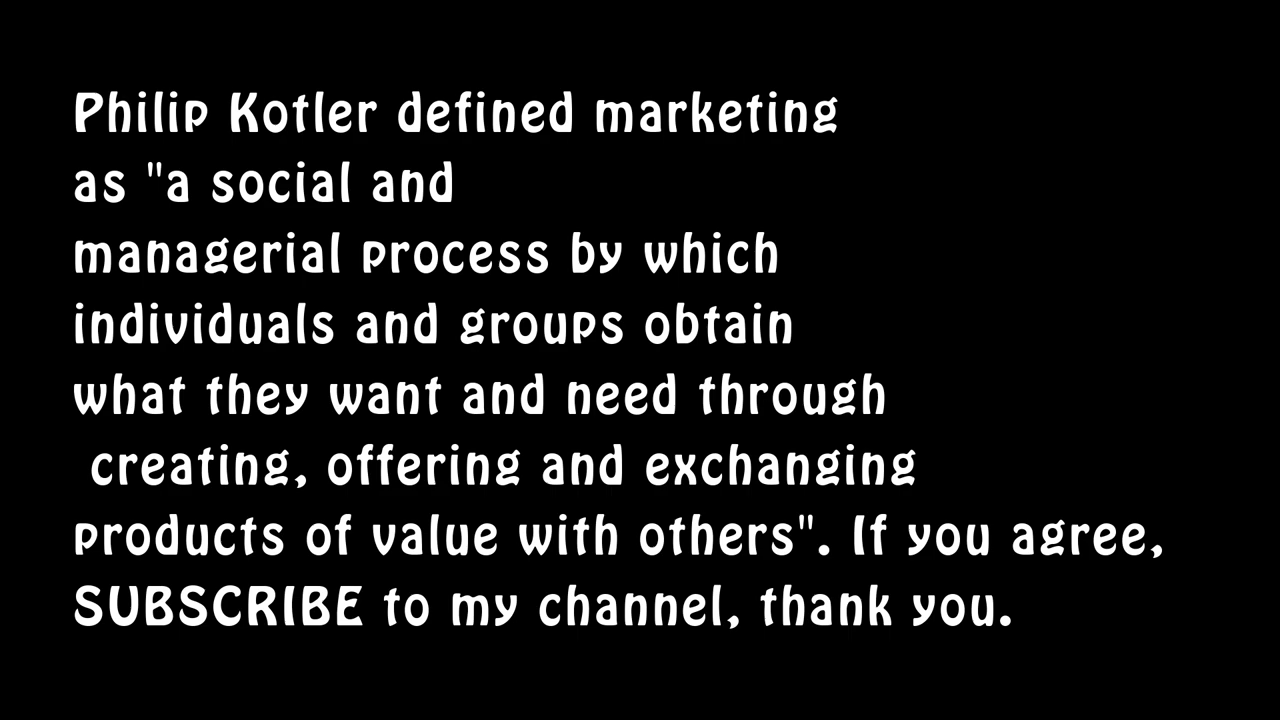 Philip Kotler defined marketing
as "a social and
managerial process by which
individuals and groups obtain
what they want and need through
creating, offering and exchanging
products of value with others". If you agree,
SUBSCRIBE to my channel, thank you.